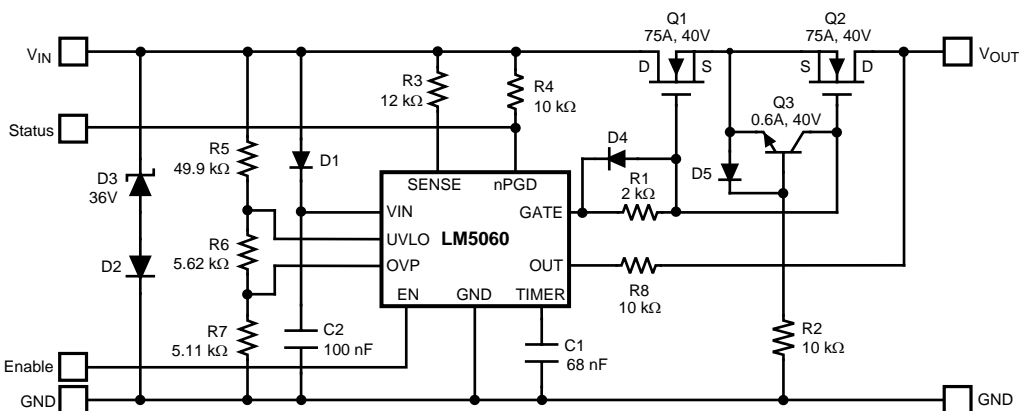 Q1
75A, 40V
Q2
75A, 40V
VIN
VOUT
D
S
S
D
R3
12 kΩ
R4
10 kΩ
Q3
0.6A, 40V
Status
R5
49.9 kΩ
D1
D4
D5
D3
36V
SENSE
nPGD
R1
2 kΩ
VIN
GATE
UVLO
LM5060
R6
5.62 kΩ
OVP
OUT
D2
EN
GND
TIMER
R8
10 kΩ
R7
5.11 kΩ
C2
100 nF
C1
68 nF
R2
10 kΩ
Enable
GND
GND